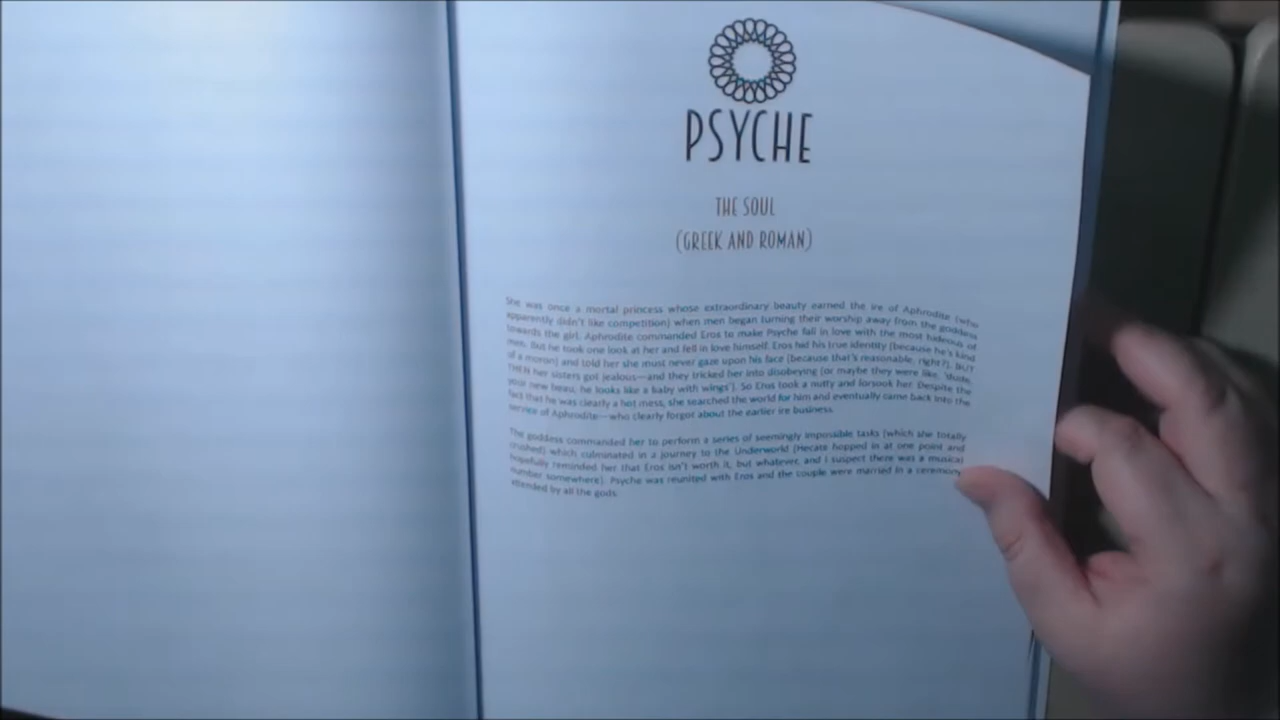 PSYCHE
THE SOUL
(GREEK AND ROMAN)
She was once a mortal princess whose extraordinary beauty earned the ire of Aphrodite (who
apparently didn't like competition) when men began turning their worship away from the goddess
towards the girl. Aphrodite commanded Eros to make Psyche fall in love with the most hideous of
men. But he took one look at her and fell in love himself. Eros hid his true identity (because he's kind
of a moron) and told her she must never gaze upon his face (because that's reasonable, right?). BUT
THEN her sisters got jealous—and they tricked her into disobeying (or maybe they were like, 'dude,
your new beau, he looks like a baby with wings'). So Eros took a nutty and forsook her. Despite the
fact that he was clearly a hot mess, she searched the world for him and eventually came back into the
service of Aphrodite—who clearly forgot about the earlier ire business.
The goddess commanded her to perform a series of seemingly impossible tasks (which she totally
crushed) which culminated in a journey to the Underworld (Hecate hopped in at one point and
hopefully reminded her that Eros isn't worth it, but whatever, and I suspect there was a musical
number somewhere). Psyche was reunited with Eros and the couple were married in a ceremony
attended by all the gods.